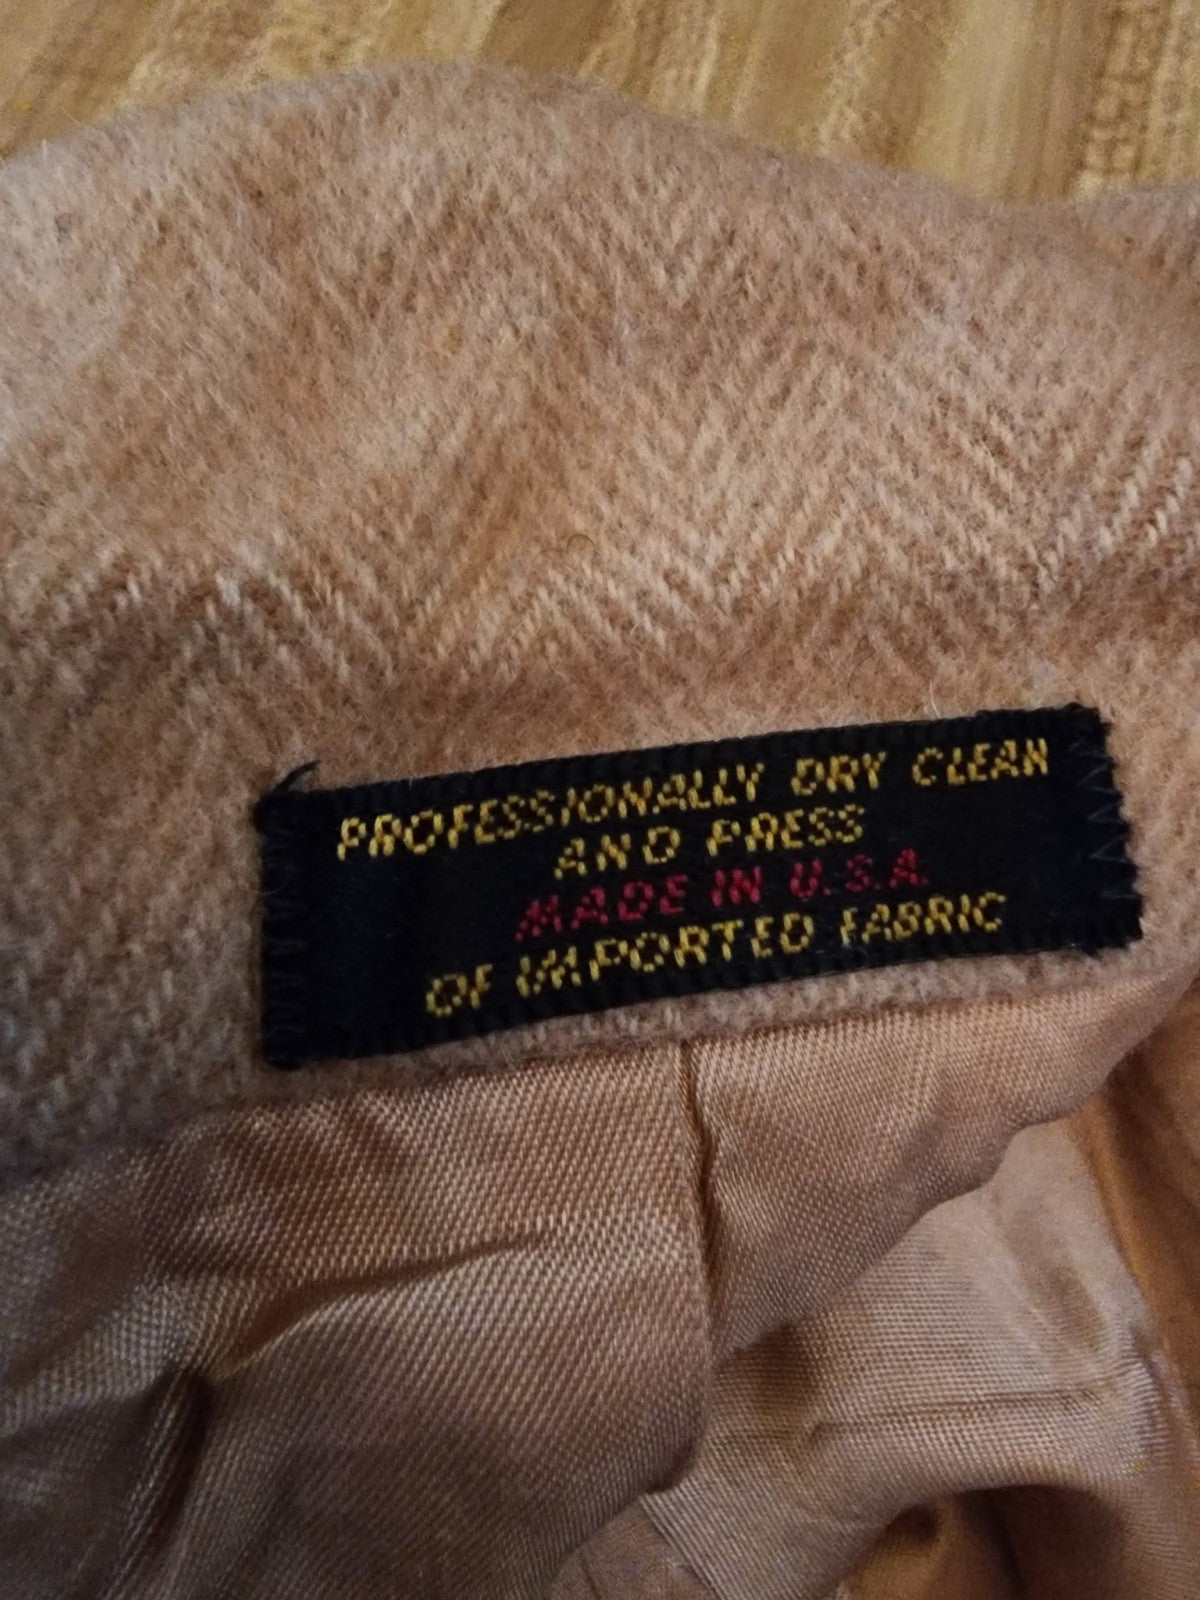 PROFESSIONALLY DRY CLEAN
AND PRESS
MADE IN U.S.A.
OF IMPORTED FABRIC